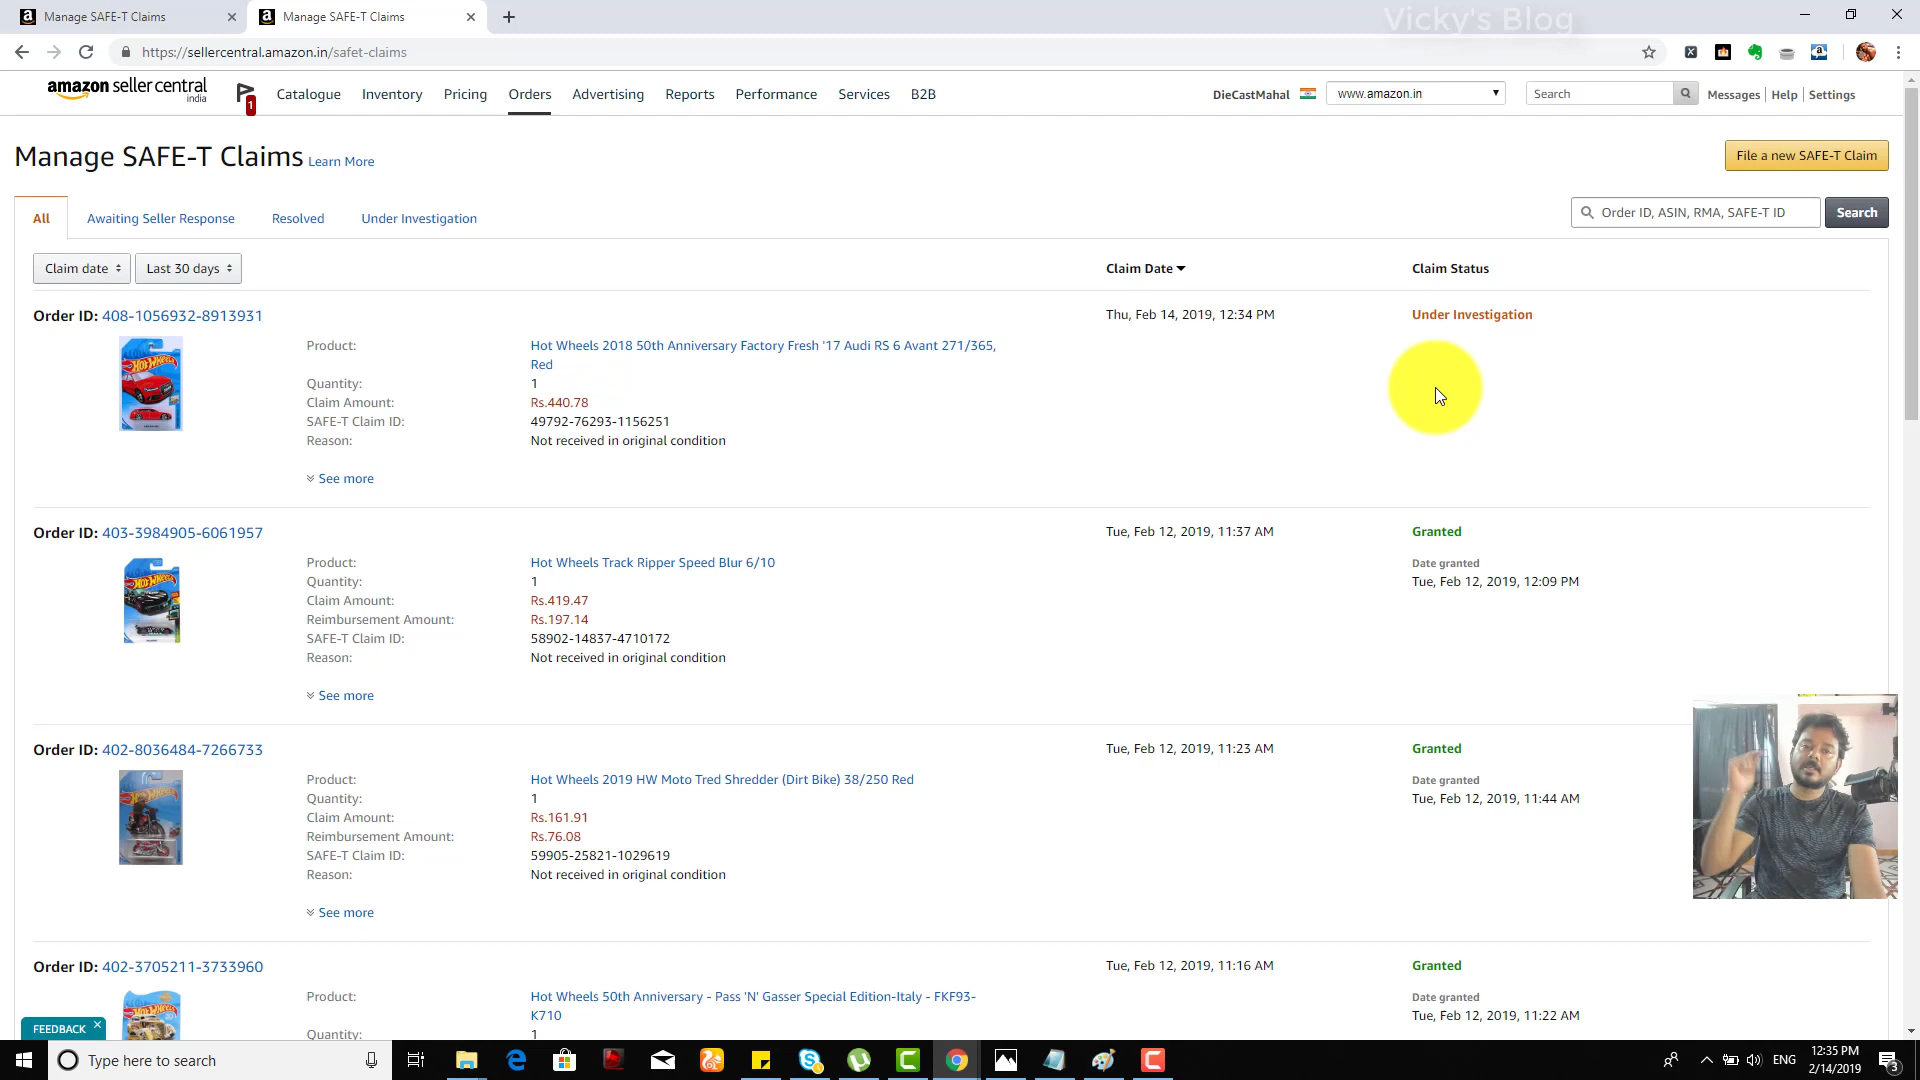 Manage SAFE-T Claims
Manage SAFE-T Claims
Vicky's Blog
https://sellercentral.amazon.in/safet-claims
amazon seller central
india
1
Catalogue Inventory Pricing Orders Advertising Reports Performance Services B2B
DieCastMahal www.amazon.in Search Messages Help Settings
Manage SAFE-T Claims Learn More
File a new SAFE-T Claim
All Awaiting Seller Response Resolved Under Investigation
Order ID, ASIN, RMA, SAFE-T ID Search
Claim date Last 30 days Claim Date Claim Status
Order ID: 408-1056932-8913931 Thu, Feb 14, 2019, 12:34 PM Under Investigation
Product: Hot Wheels 2018 50th Anniversary Factory Fresh '17 Audi RS 6 Avant 271/365,
Red
Quantity: 1
Claim Amount: Rs.440.78
SAFE-T Claim ID: 49792-76293-1156251
Reason: Not received in original condition
See more
Order ID: 403-3984905-6061957 Tue, Feb 12, 2019, 11:37 AM Granted
Product: Hot Wheels Track Ripper Speed Blur 6/10 Date granted
Quantity: 1 Tue, Feb 12, 2019, 12:09 PM
Claim Amount: Rs.419.47
Reimbursement Amount: Rs.197.14
SAFE-T Claim ID: 58902-14837-4710172
Reason: Not received in original condition
See more
Order ID: 402-8036484-7266733 Tue, Feb 12, 2019, 11:23 AM Granted
Product: Hot Wheels 2019 HW Moto Tred Shredder (Dirt Bike) 38/250 Red Date granted
Quantity: 1 Tue, Feb 12, 2019, 11:44 AM
Claim Amount: Rs.161.91
Reimbursement Amount: Rs.76.08
SAFE-T Claim ID: 59905-25821-1029619
Reason: Not received in original condition
See more
Order ID: 402-3705211-3733960 Tue, Feb 12, 2019, 11:16 AM Granted
Product: Hot Wheels 50th Anniversary - Pass 'N' Gasser Special Edition-Italy - FKF93-
K710
Date granted
Tue, Feb 12, 2019, 11:22 AM
Quantity: 1
FEEDBACK
Type here to search
ENG
12:35 PM
2/14/2019
3